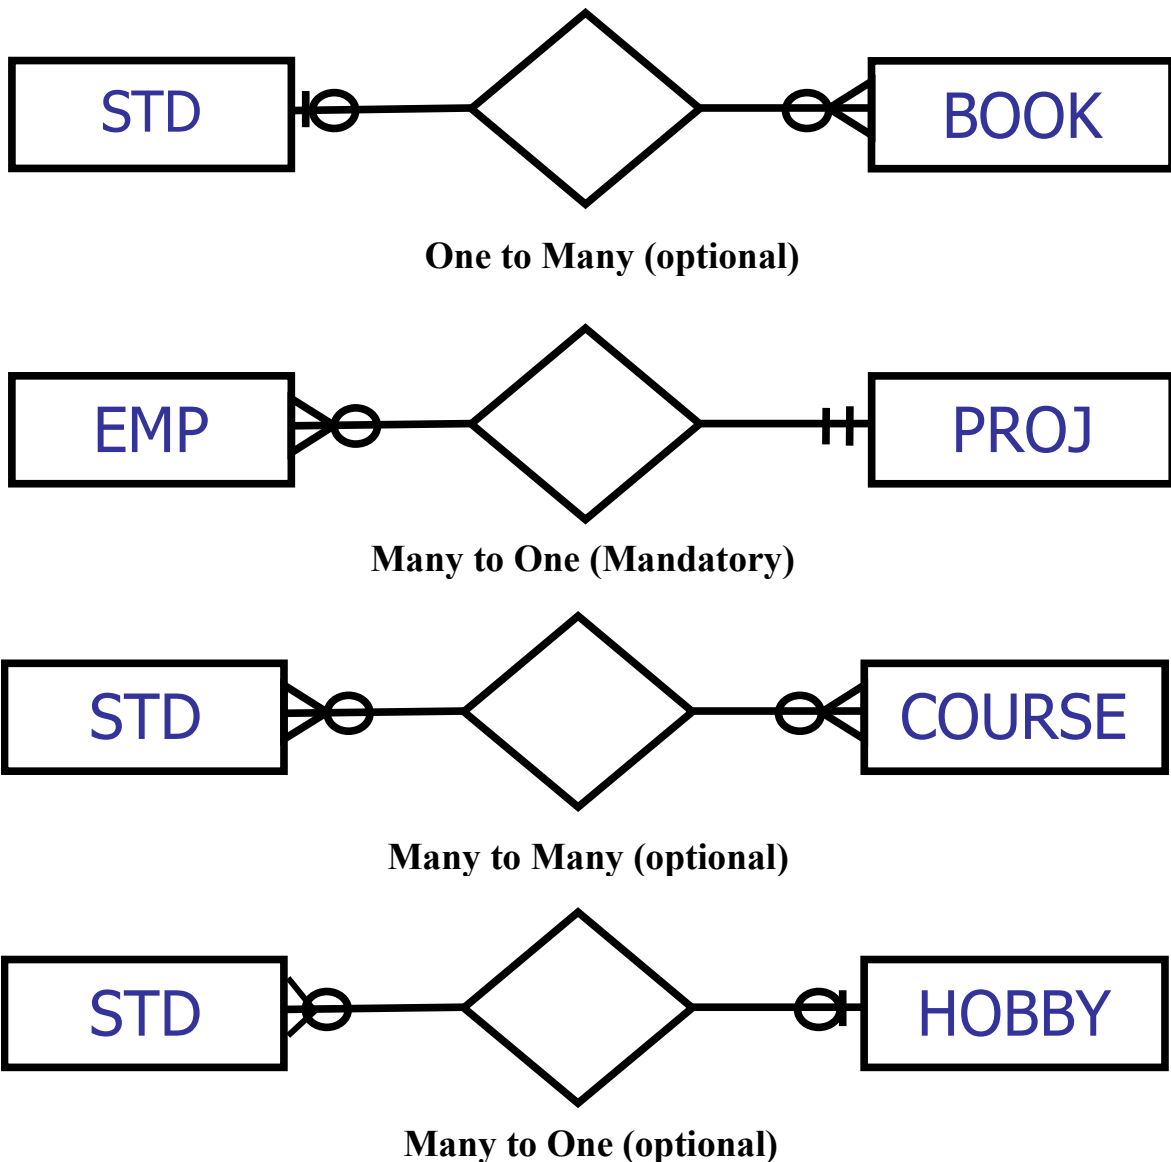 STD BOOK
One to Many (optional)
EMP PROJ
Many to One (Mandatory)
STD COURSE
Many to Many (optional)
STD HOBBY
Many to One (optional)